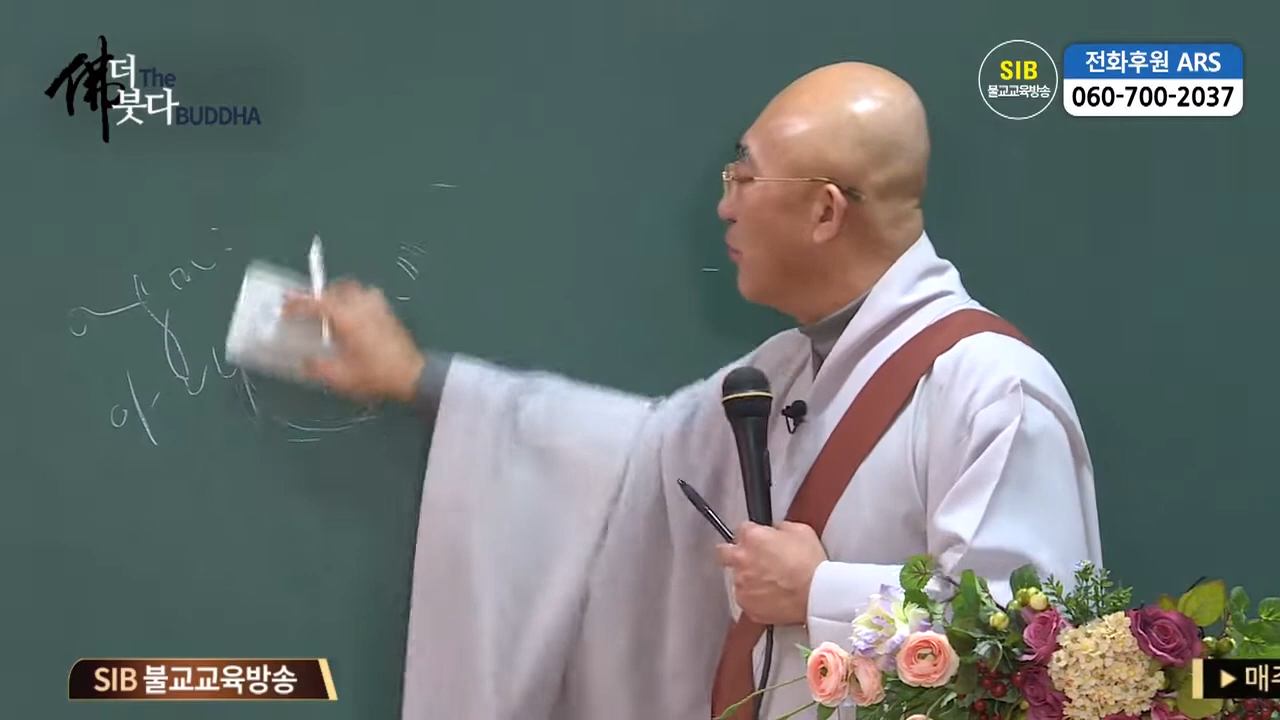 佛 더 The
붓다 BUDDHA
SIB
불교교육방송
전화후원 ARS
060-700-2037
SIB 불교교육방송
▶ 매주